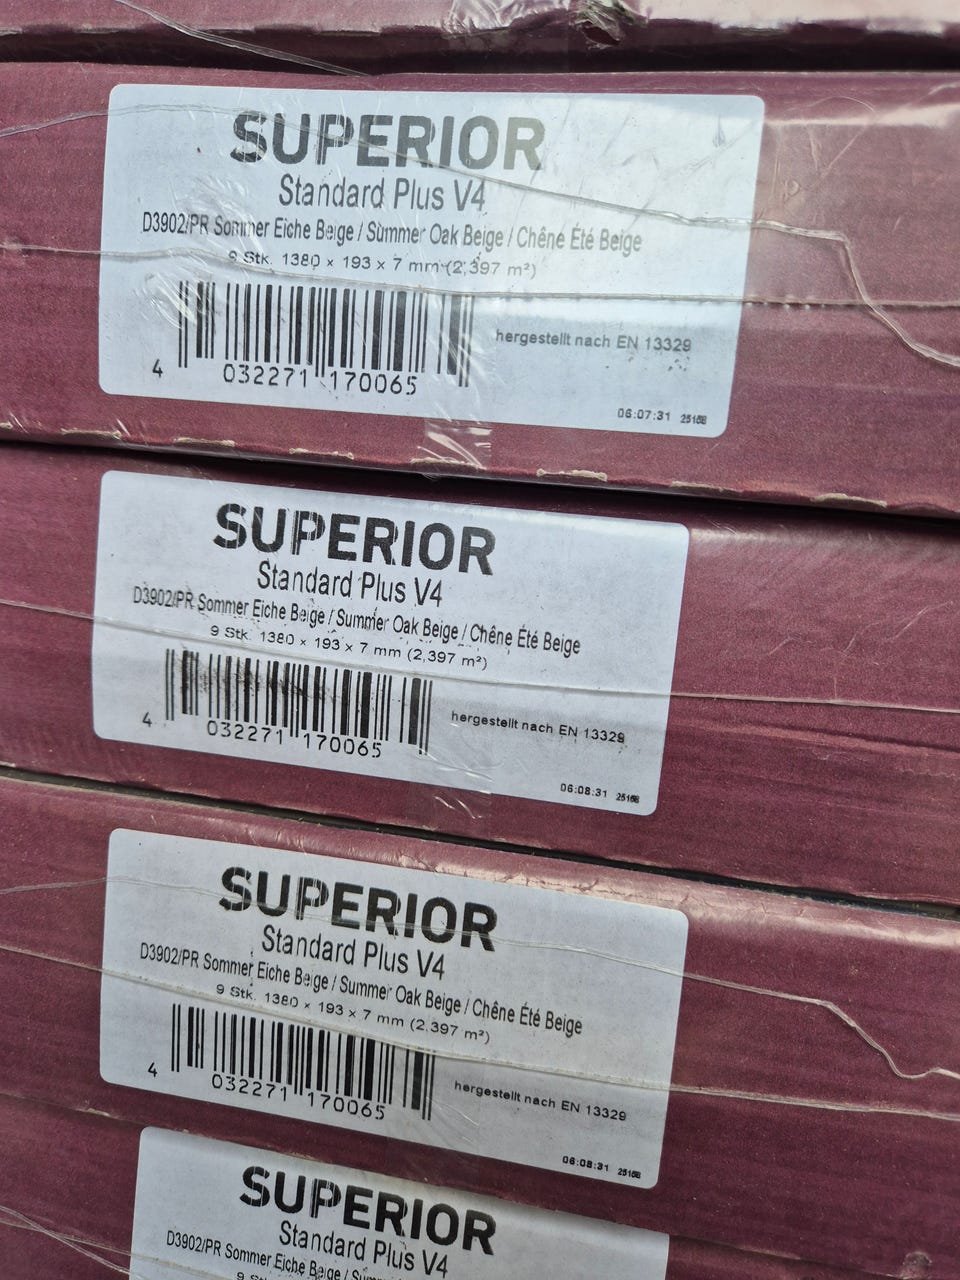 SUPERIOR
Standard Plus V4
D3902/PR Sommer Eiche Beige / Summer Oak Beige / Chêne Été Beige
9 Stk. 1380 × 193 × 7 mm (2,397 m²)
hergestellt nach EN 13329
4 032271 170065
06:07:31
SUPERIOR
Standard Plus V4
D3902/PR Sommer Eiche Beige / Summer Oak Beige / Chêne Été Beige
9 Stk. 1380 × 193 × 7 mm (2,397 m²)
hergestellt nach EN 13329
4 032271 170065
06:08:31
SUPERIOR
Standard Plus V4
D3902/PR Sommer Eiche Beige / Summer Oak Beige / Chêne Été Beige
9 Stk. 1380 × 193 × 7 mm (2,397 m²)
hergestellt nach EN 13329
4 032271 170065
06:08:31
SUPERIOR
Standard Plus V4
D3902/PR Sommer Eiche Beige